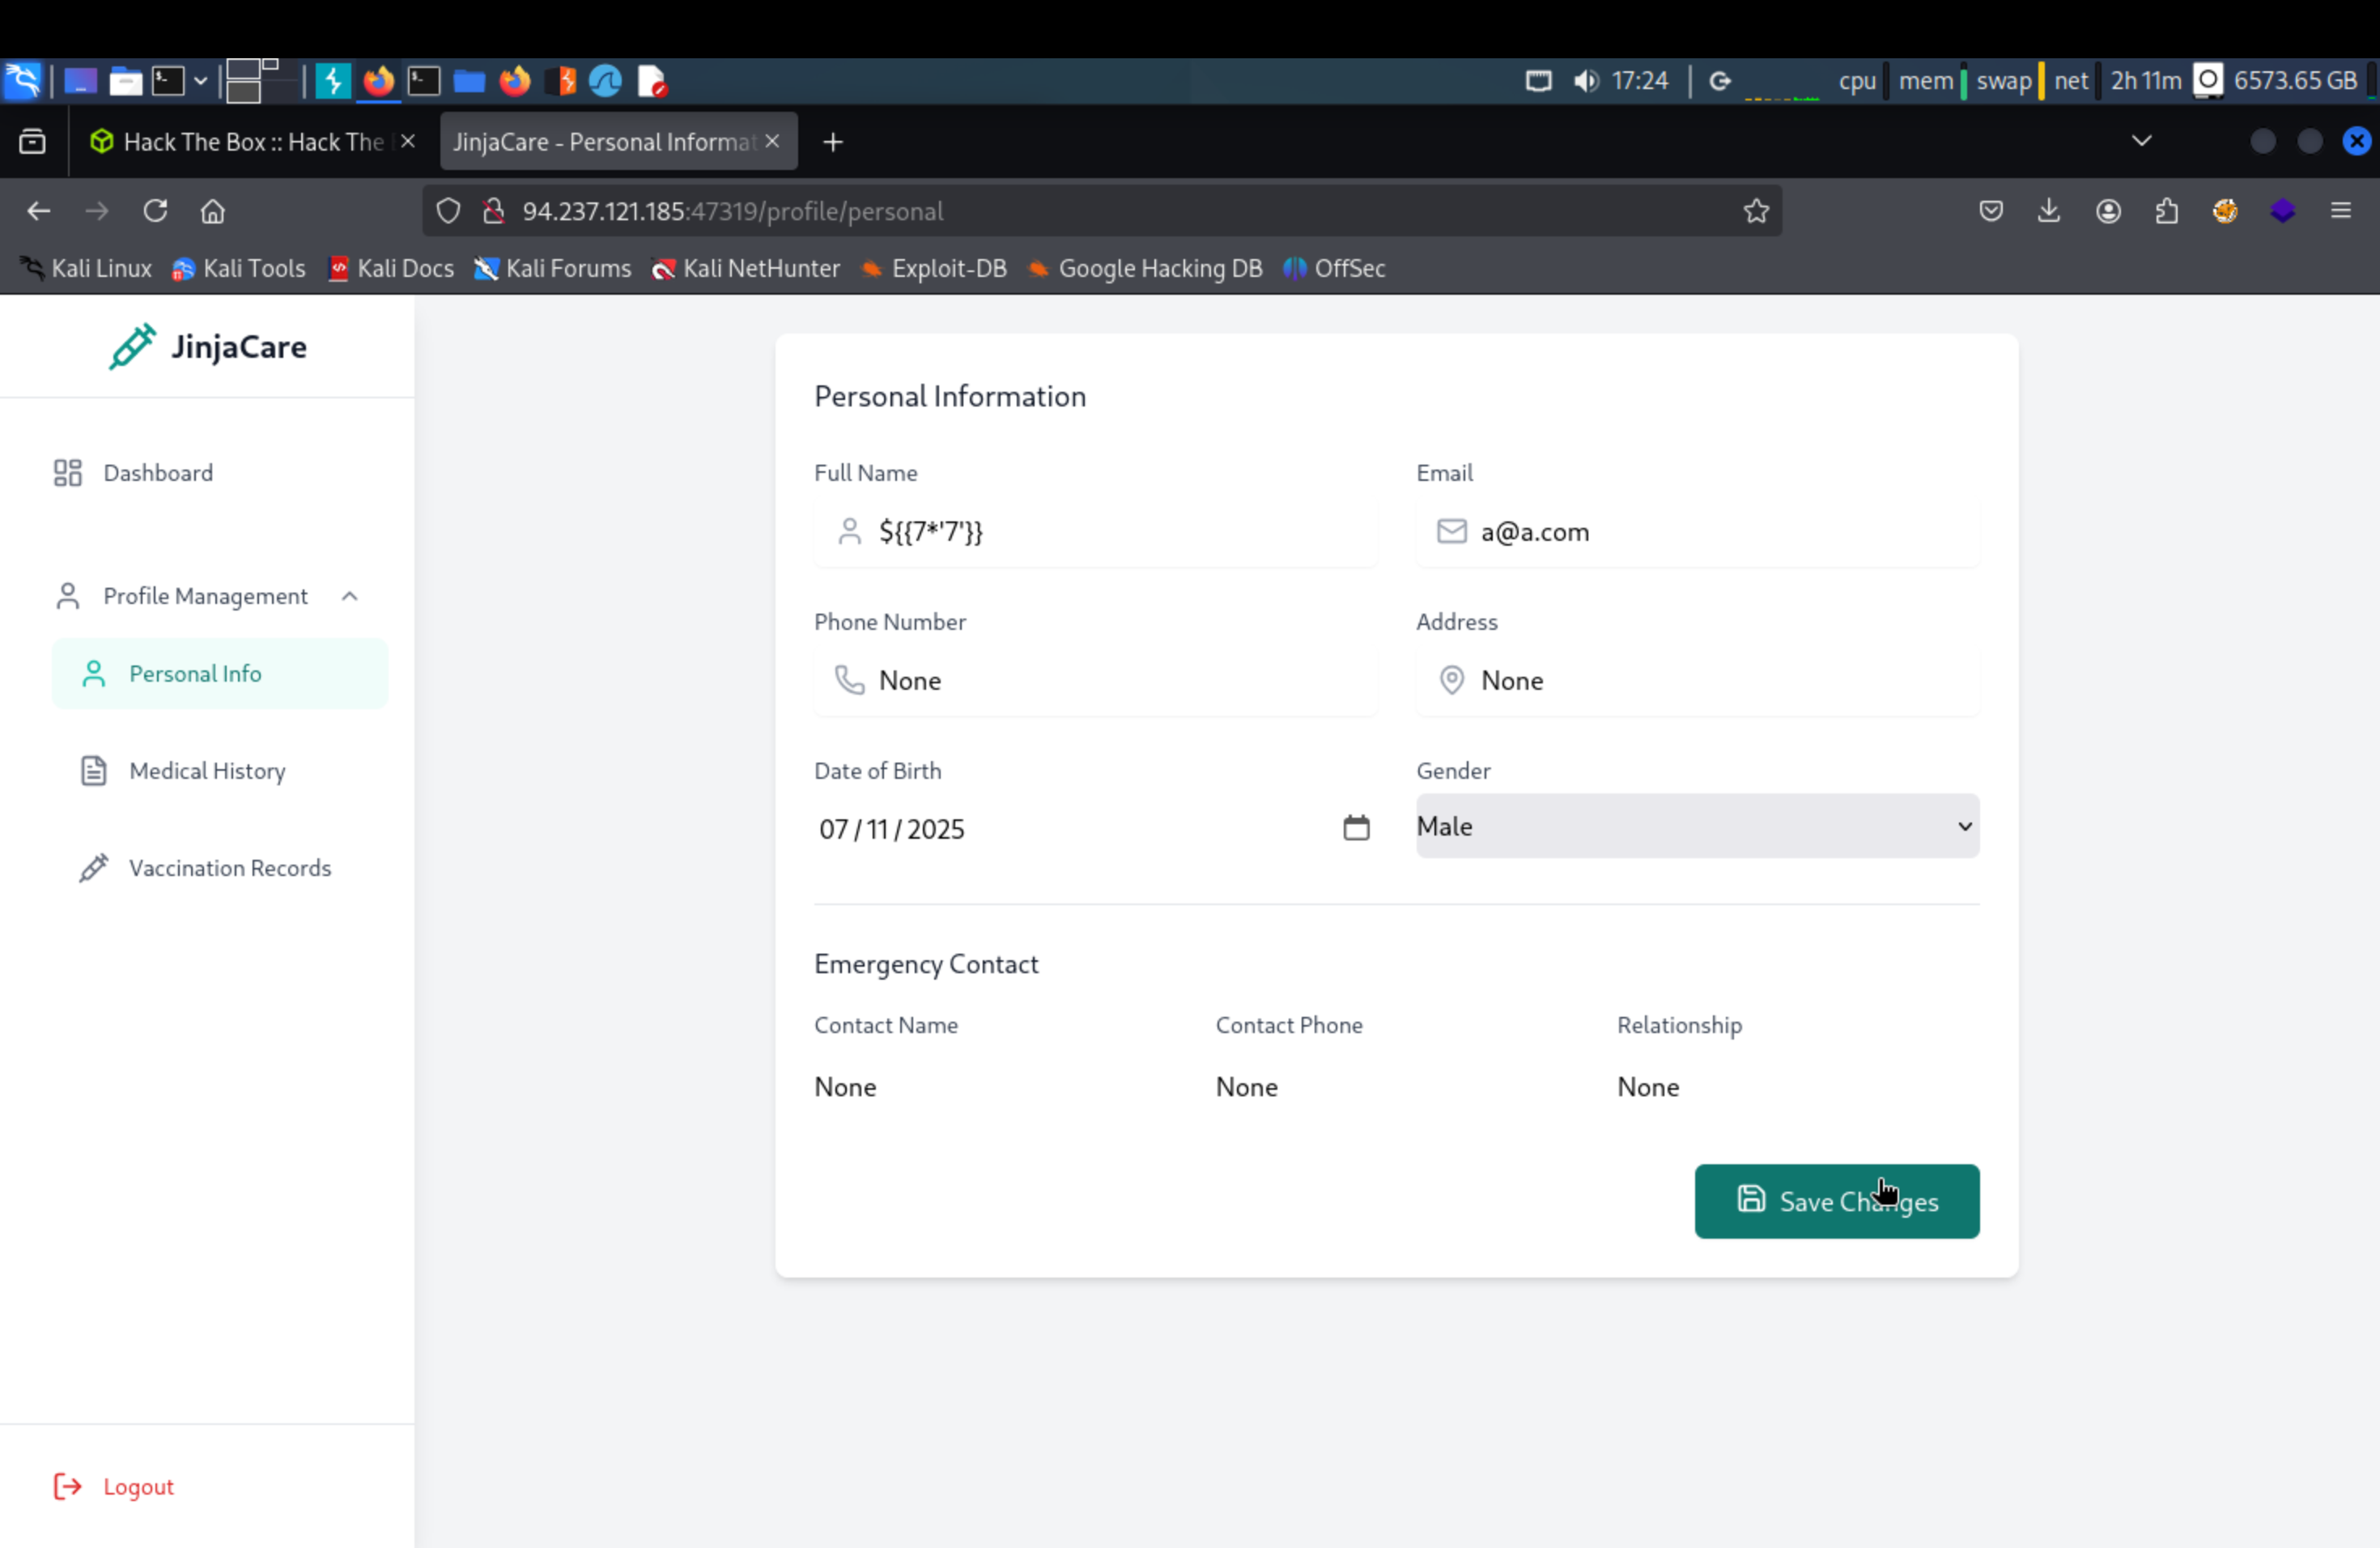 17:24 cpu mem swap net 2h 11m 6573.65 GB
Hack The Box :: Hack The JinjaCare - Personal Informat
94.237.121.185:47319/profile/personal
Kali Linux Kali Tools Kali Docs Kali Forums Kali NetHunter Exploit-DB Google Hacking DB OffSec
JinjaCare
Dashboard
Profile Management
Personal Info
Medical History
Vaccination Records
Logout
Personal Information
Full Name Email
${{7*'7'}} a@a.com
Phone Number Address
None None
Date of Birth Gender
07/11/2025 Male
Emergency Contact
Contact Name Contact Phone Relationship
None None None
Save Changes